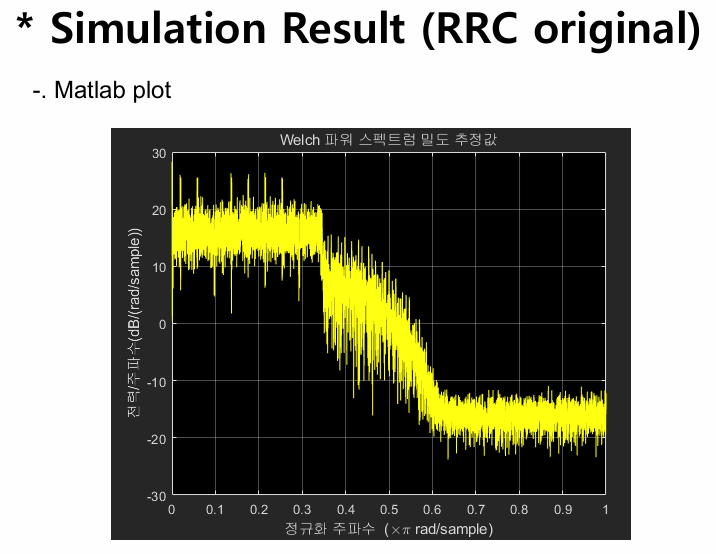 * Simulation Result (RRC original)
-. Matlab plot
Welch 파워 스펙트럼 밀도 추정값
전력/주파수(dB/(rad/sample))
30
20
10
0
-10
-20
-30
0 0.1 0.2 0.3 0.4 0.5 0.6 0.7 0.8 0.9 1
정규화 주파수 (×π rad/sample)